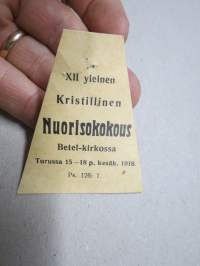 XII yleinen
Kristillinen
Nuorisokokous
Betel-kirkossa
Turussa 15—18 p. kesäk. 1918.
Ps. 126: 1.